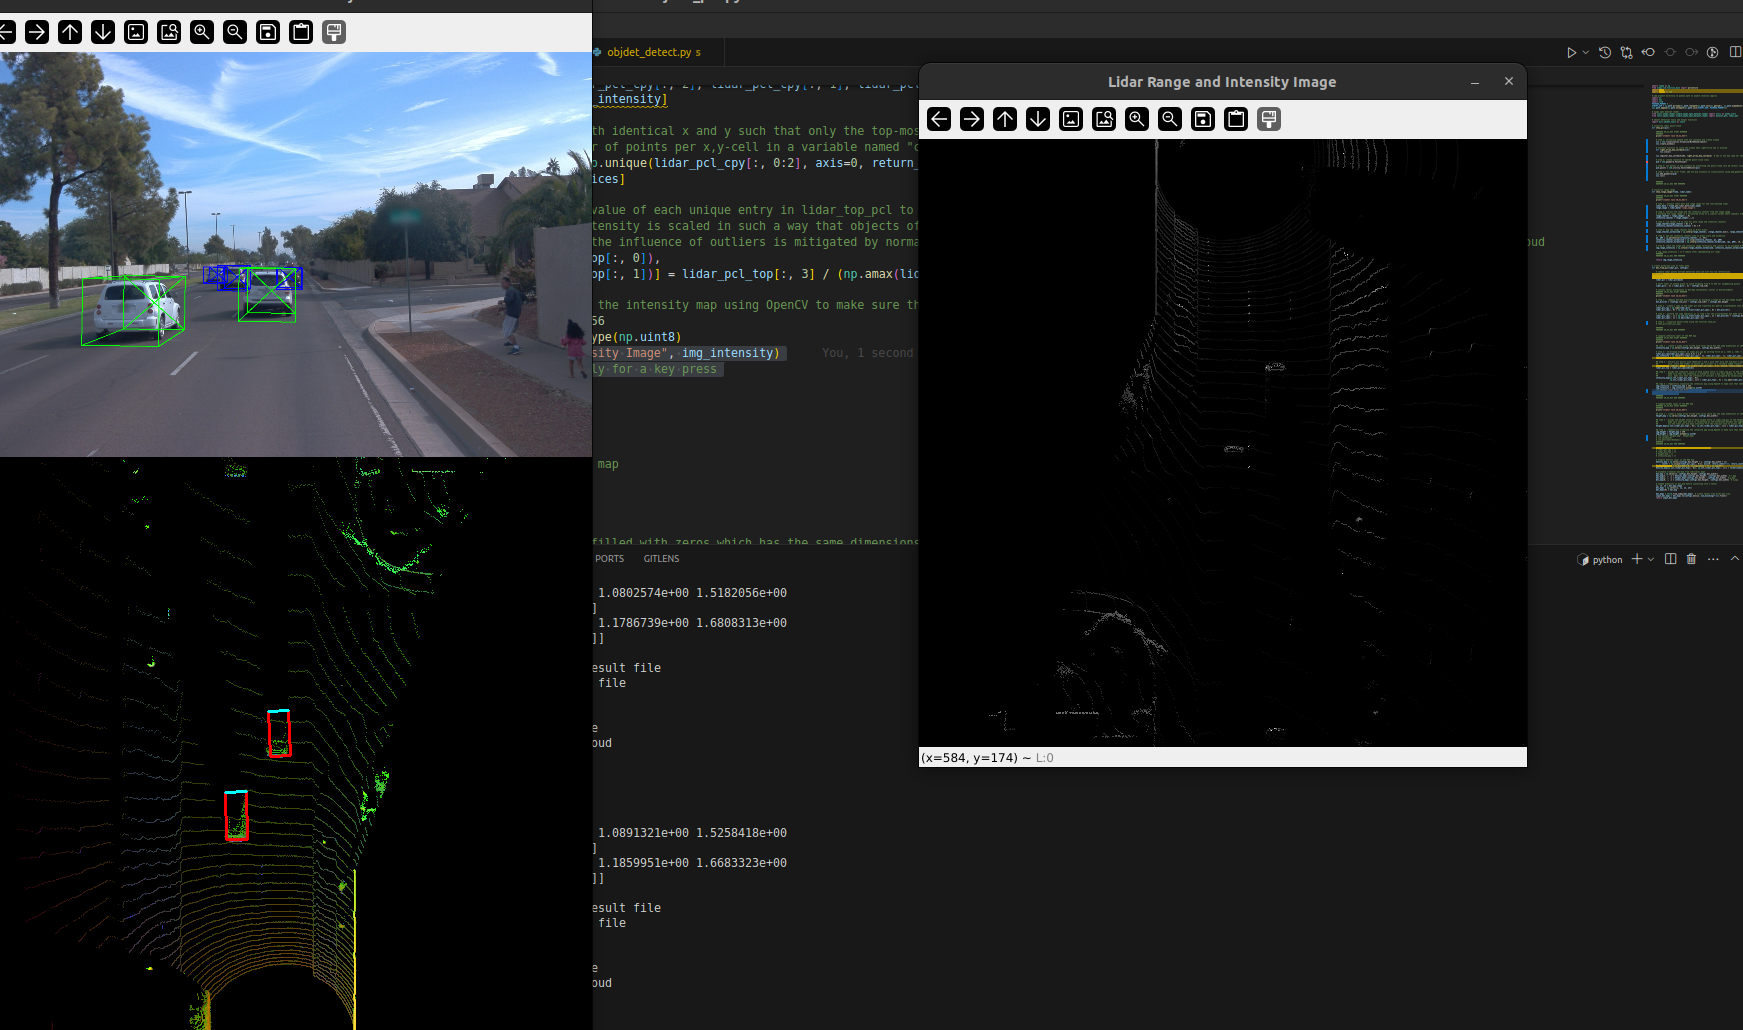 objdet_detect.py s
intensity]
th identical x and y such that only the top-mos
r of points per x,y-cell in a variable named "c
p.unique(lidar_pcl_cpy[:, 0:2], axis=0, return_
ices]
value of each unique entry in lidar_top_pcl to
tensity is scaled in such a way that objects of
the influence of outliers is mitigated by norma
oud
op[:, 0]),
op[:, 1])] = lidar_pcl_top[:, 3] / (np.amax(lid
the intensity map using OpenCV to make sure th
56
ype(np.uint8)
sity Image", img_intensity)
You, 1 second
ly for a key press
map
filled with zeros which has the same dimensions
PORTS
GITLENS
python
1.0802574e+00 1.5182056e+00
]
1.1786739e+00 1.6808313e+00
]]
esult file
file
e
oud
1.0891321e+00 1.5258418e+00
]
1.1859951e+00 1.6683323e+00
]]
esult file
file
e
oud
Lidar Range and Intensity Image
(x=584, y=174) ~ L:0